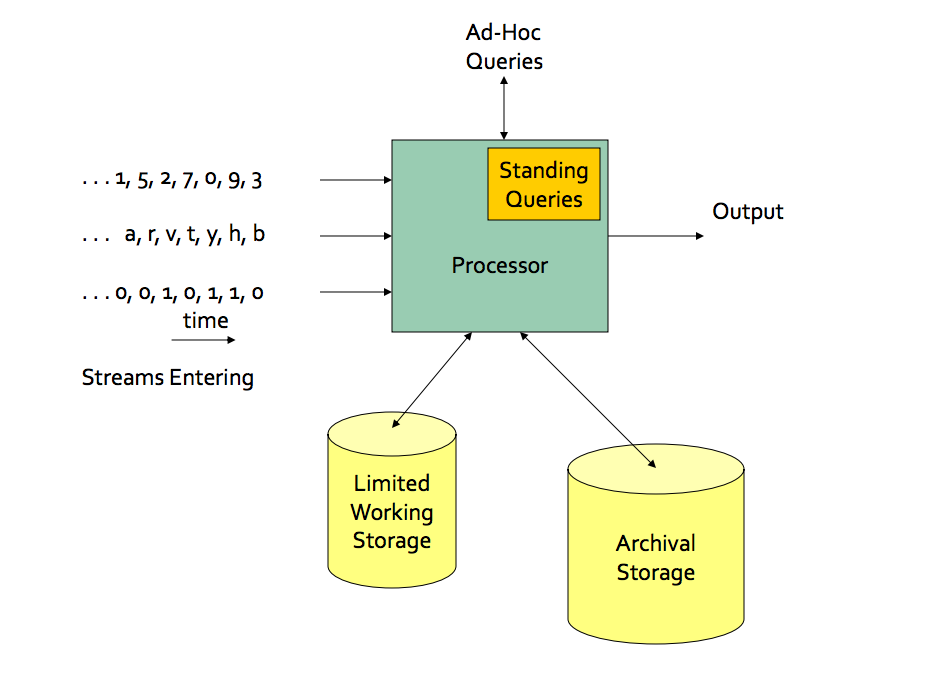 Ad-Hoc
Queries
. . . 1, 5, 2, 7, 0, 9, 3
. . . a, r, v, t, y, h, b
. . . 0, 0, 1, 0, 1, 1, 0
time
Streams Entering
Standing
Queries
Processor
Output
Limited
Working
Storage
Archival
Storage